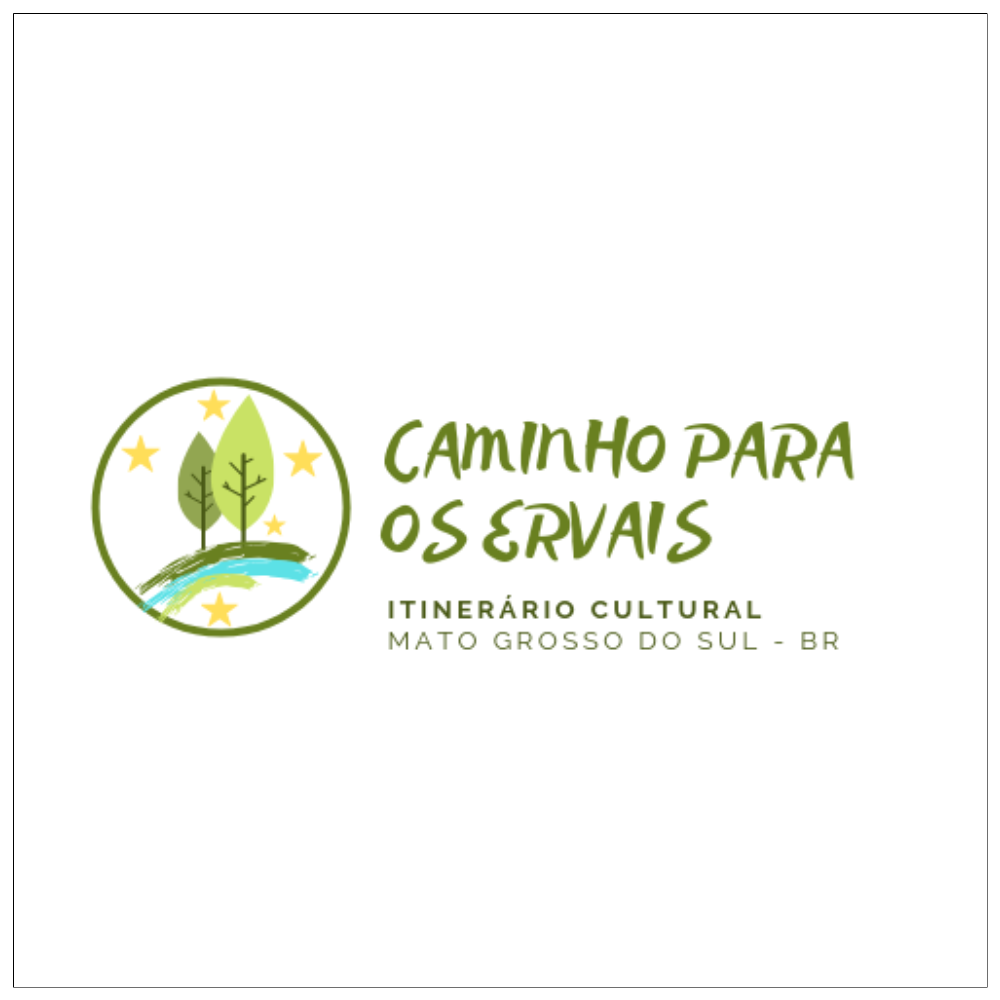 CAMINHO PARA
OS ERVAIS
ITINERÁRIO CULTURAL
MATO GROSSO DO SUL - BR